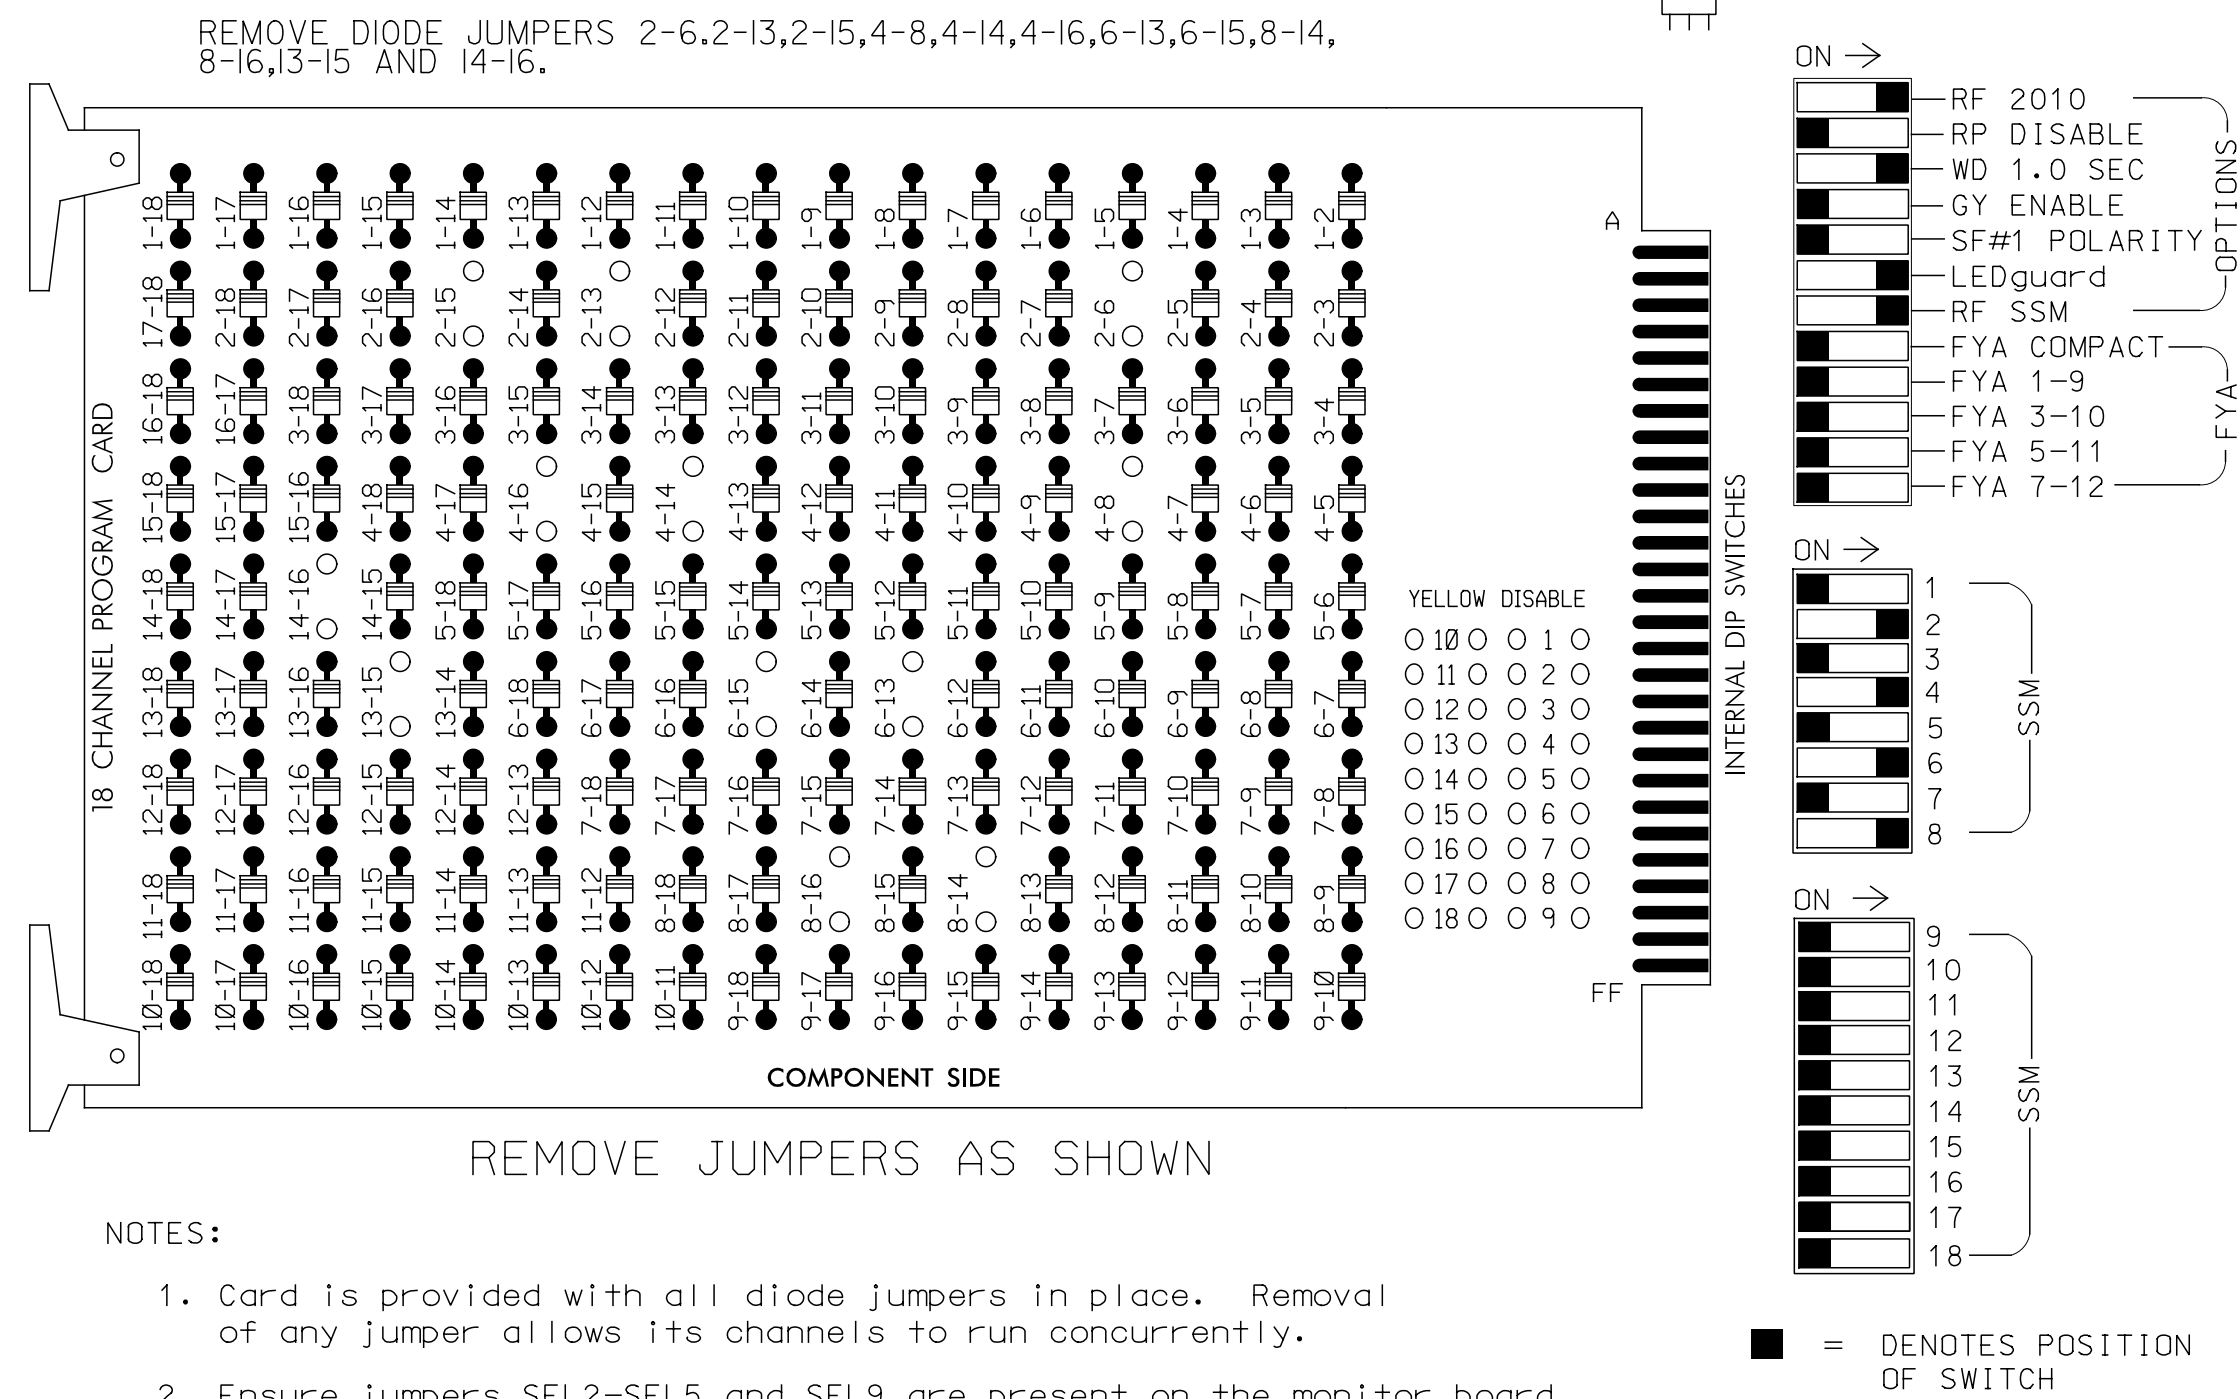 REMOVE DIODE JUMPERS 2-6.2-13,2-15,4-8,4-14,4-16,6-13,6-15,8-14,
8-16,13-15 AND 14-16.
18 CHANNEL PROGRAM CARD
1-18 1-17 1-16 1-15 1-14 1-13 1-12 1-11 1-10 1-9 1-8 1-7 1-6 1-5 1-4 1-3 1-2
17-18 2-18 2-17 2-16 2-15 2-14 2-13 2-12 2-11 2-10 2-9 2-8 2-7 2-6 2-5 2-4 2-3
16-18 16-17 3-18 3-17 3-16 3-15 3-14 3-13 3-12 3-11 3-10 3-9 3-8 3-7 3-6 3-5 3-4
15-18 15-17 15-16 4-18 4-17 4-16 4-15 4-14 4-13 4-12 4-11 4-10 4-9 4-8 4-7 4-6 4-5
14-18 14-17 14-16 14-15 5-18 5-17 5-16 5-15 5-14 5-13 5-12 5-11 5-10 5-9 5-8 5-7 5-6
13-18 13-17 13-16 13-15 13-14 6-18 6-17 6-16 6-15 6-14 6-13 6-12 6-11 6-10 6-9 6-8 6-7
12-18 12-17 12-16 12-15 12-14 12-13 7-18 7-17 7-16 7-15 7-14 7-13 7-12 7-11 7-10 7-9 7-8
11-18 11-17 11-16 11-15 11-14 11-13 11-12 8-18 8-17 8-16 8-15 8-14 8-13 8-12 8-11 8-10 8-9
10-18 10-17 10-16 10-15 10-14 10-13 10-12 10-11 9-18 9-17 9-16 9-15 9-14 9-13 9-12 9-11 9-10
A
YELLOW DISABLE
10 1
11 2
12 3
13 4
14 5
15 6
16 7
17 8
18 9
FF
COMPONENT SIDE
INTERNAL DIP SWITCHES
ON
RF 2010
RP DISABLE
WD 1.0 SEC
GY ENABLE
SF#1 POLARITY
LEDguard
RF SSM
OPTIONS
FYA COMPACT
FYA 1-9
FYA 3-10
FYA 5-11
FYA 7-12
FYA
ON
1
2
3
4
5
6
7
8
SSM
ON
9
10
11
12
13
14
15
16
17
18
SSM
REMOVE JUMPERS AS SHOWN
NOTES:
1. Card is provided with all diode jumpers in place. Removal
of any jumper allows its channels to run concurrently.
2. Ensure jumpers SEL2-SEL5 and SEL9 are present on the monitor board.
= DENOTES POSITION
OF SWITCH